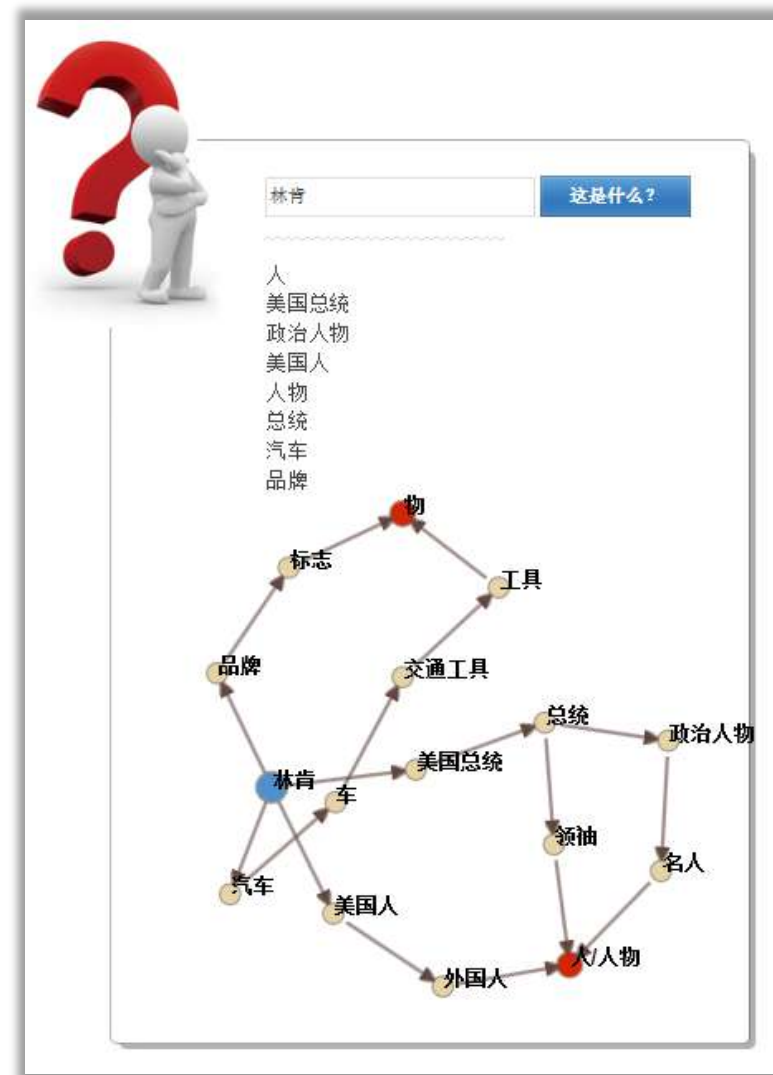 林肯 这是什么?
人
美国总统
政治人物
美国人
人物
总统
汽车
品牌
物
标志
工具
品牌
交通工具
总统
政治人物
美国总统
林肯
车
领袖
名人
汽车
美国人
人/人物
外国人